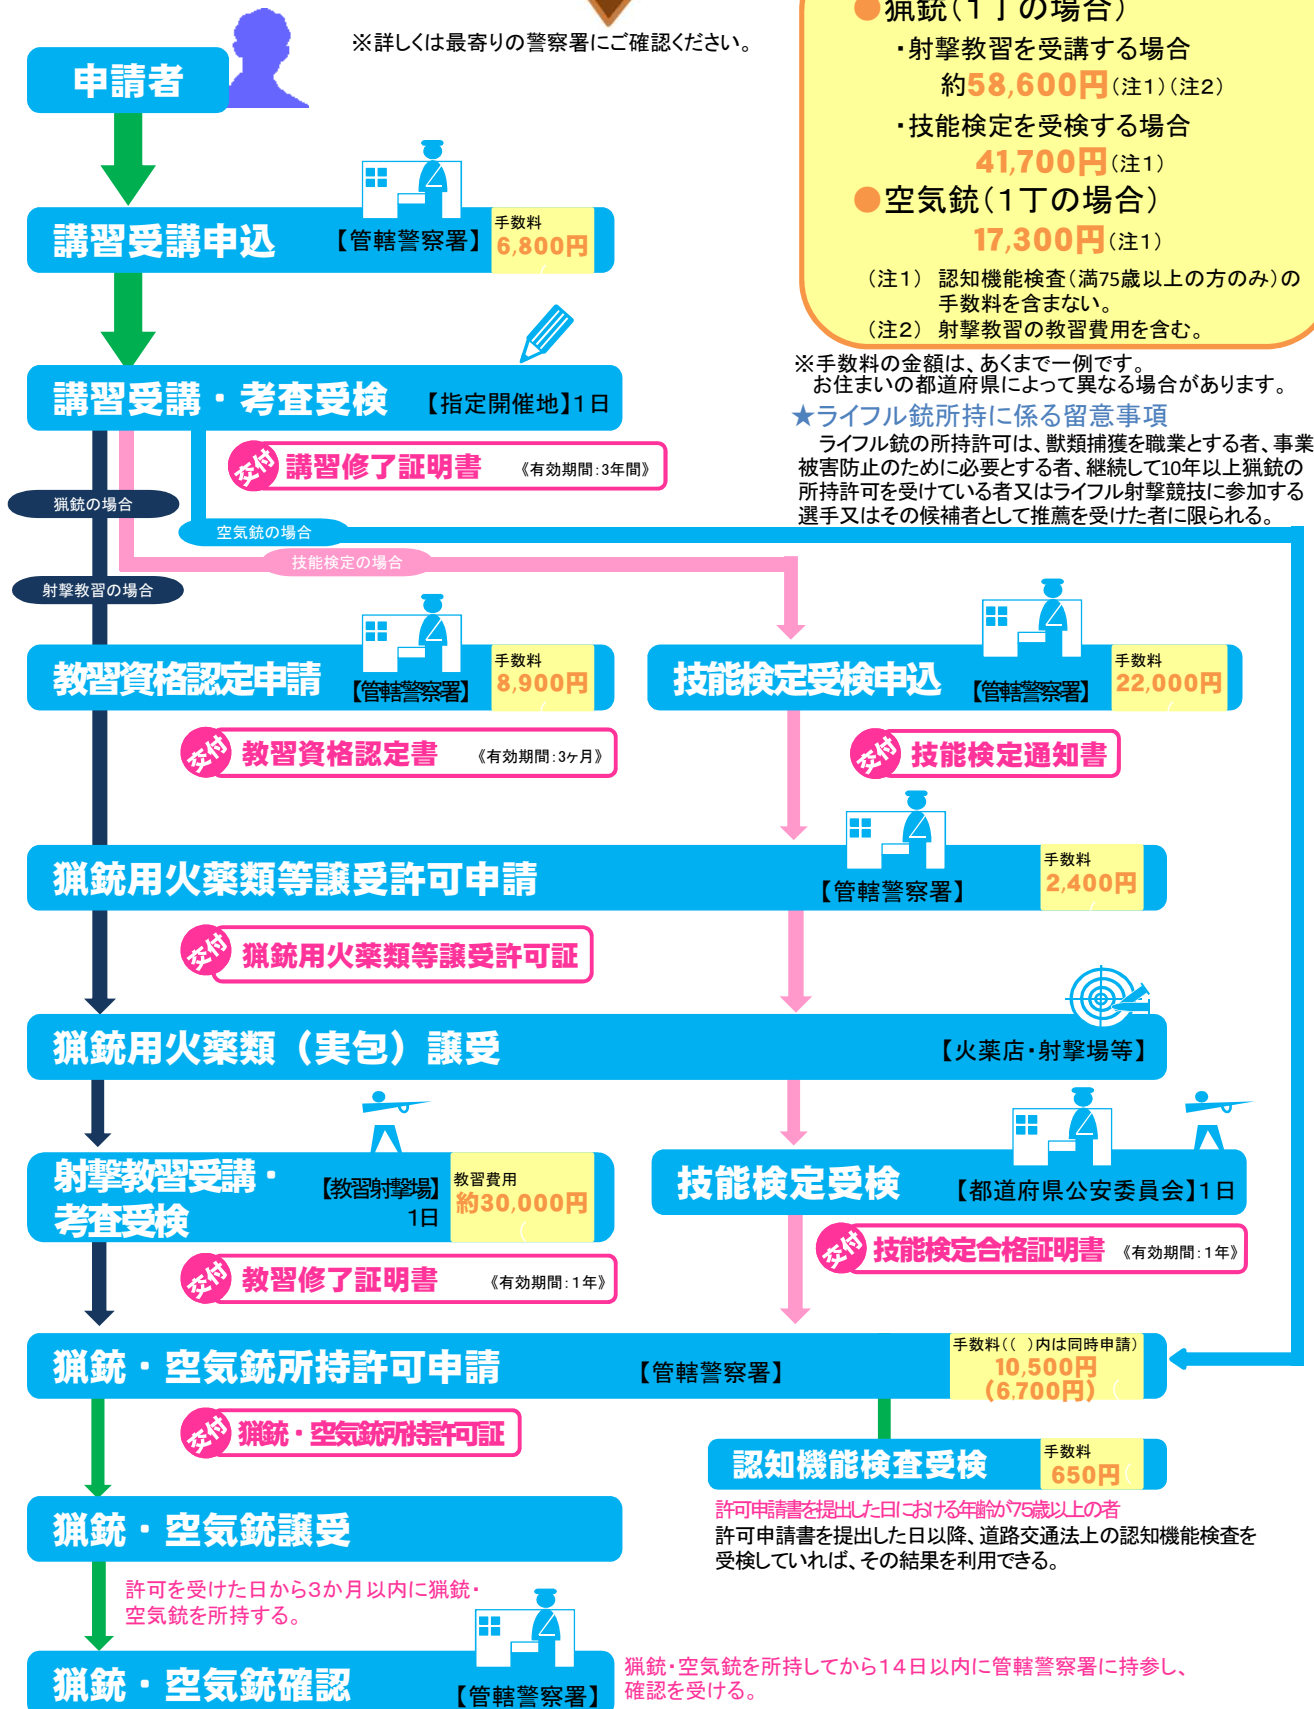 ※詳しくは最寄りの警察署にご確認ください。
申請者
●猟銃（１丁の場合）
・射撃教習を受講する場合
約58,600円（注１）（注２）
・技能検定を受検する場合
41,700円（注１）
●空気銃（１丁の場合）
17,300円（注１）
（注１） 認知機能検査（満75歳以上の方のみ）の
手数料を含まない。
（注２） 射撃教習の教習費用を含む。
※手数料の金額は、あくまで一例です。
お住まいの都道府県によって異なる場合があります。
★ライフル銃所持に係る留意事項
ライフル銃の所持許可は、獣類捕獲を職業とする者、事業
被害防止のために必要とする者、継続して10年以上猟銃の
所持許可を受けている者又はライフル射撃競技に参加する
選手又はその候補者として推薦を受けた者に限られる。
講習受講申込
【管轄警察署】
手数料
6,800円
講習受講・考査受検
【指定開催地】１日
交付
講習修了証明書
《有効期間：3年間》
猟銃の場合
空気銃の場合
技能検定の場合
射撃教習の場合
教習資格認定申請
【管轄警察署】
手数料
8,900円
技能検定受検申込
【管轄警察署】
手数料
22,000円
交付
教習資格認定書
《有効期間：3ヶ月》
交付
技能検定通知書
猟銃用火薬類等譲受許可申請
【管轄警察署】
手数料
2,400円
交付
猟銃用火薬類等譲受許可証
猟銃用火薬類（実包）譲受
【火薬店・射撃場等】
射撃教習受講・
考査受検
【教習射撃場】
１日
教習費用
約30,000円
技能検定受検
【都道府県公安委員会】１日
交付
教習修了証明書
《有効期間：１年》
交付
技能検定合格証明書
《有効期間：１年》
猟銃・空気銃所持許可申請
【管轄警察署】
手数料（（ ）内は同時申請）
10,500円
（6,700円）
交付
猟銃・空気銃所持許可証
認知機能検査受検
手数料
650円
許可申請書を提出した日における年齢が75歳以上の者
許可申請書を提出した日以降、道路交通法上の認知機能検査を
受検していれば、その結果を利用できる。
猟銃・空気銃譲受
許可を受けた日から３か月以内に猟銃・
空気銃を所持する。
猟銃・空気銃確認
【管轄警察署】
猟銃・空気銃を所持してから１４日以内に管轄警察署に持参し、
確認を受ける。